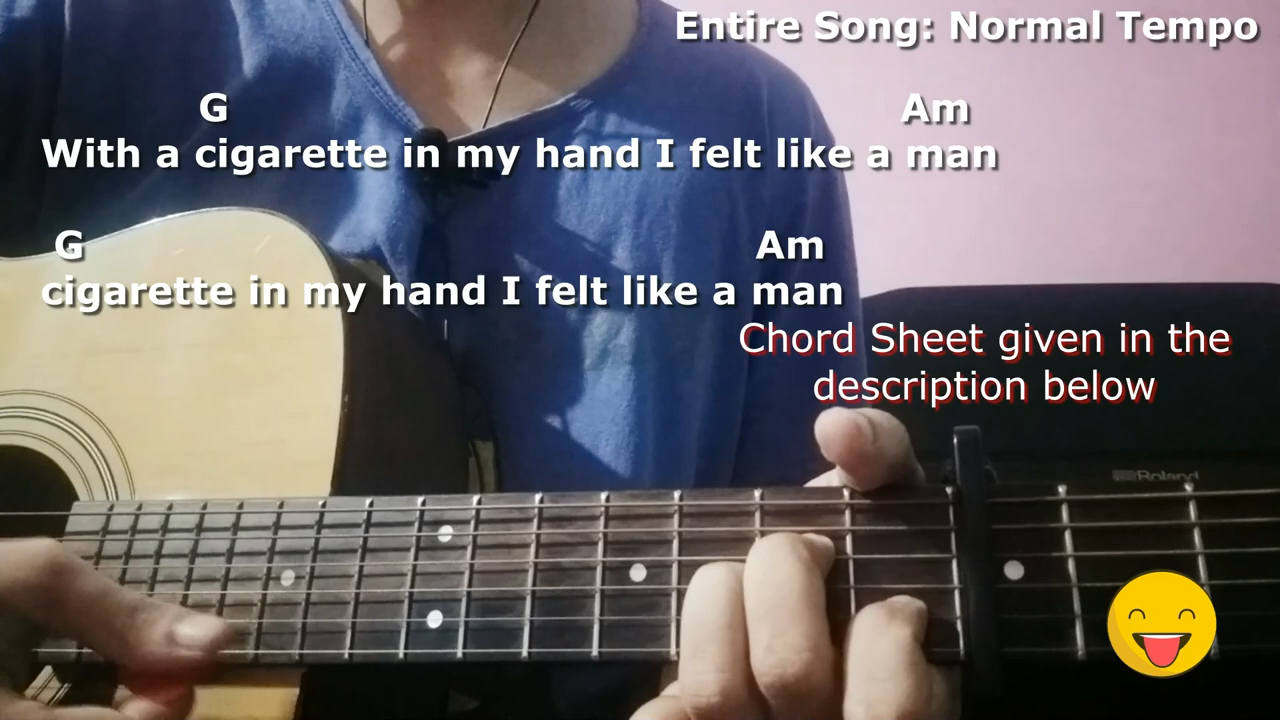 Entire Song: Normal Tempo
G Am
With a cigarette in my hand I felt like a man
G Am
cigarette in my hand I felt like a man
Chord Sheet given in the
description below
Roland